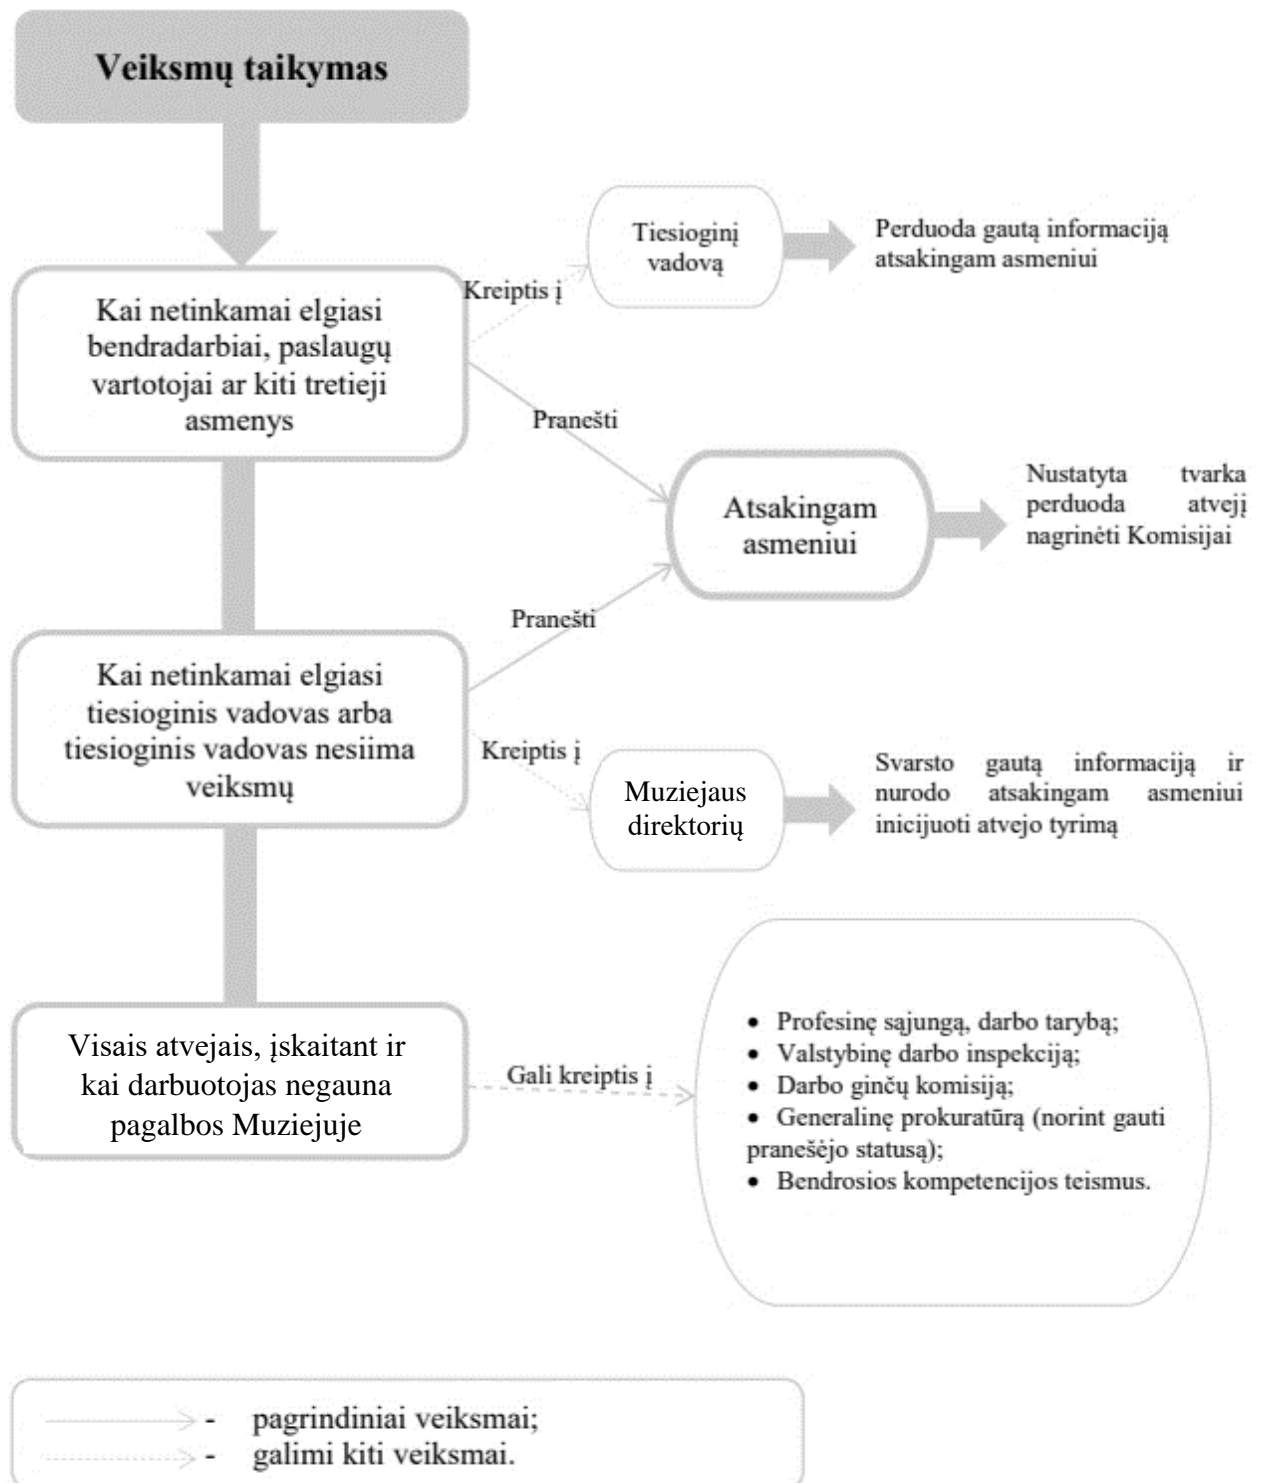 Veiksmų taikymas
Tiesioginį
vadovą
Perduoda gautą informaciją
atsakingam asmeniui
Kreiptis į
Kai netinkamai elgiasi
bendradarbiai, paslaugų
vartotojai ar kiti tretieji
asmenys
Pranešti
Atsakingam
asmeniui
Nustatyta tvarka
perduoda atvejį
nagrinėti Komisijai
Pranešti
Kai netinkamai elgiasi
tiesioginis vadovas arba
tiesioginis vadovas nesiima
veiksmų
Kreiptis į
Muziejaus
direktorių
Svarsto gautą informaciją ir
nurodo atsakingam asmeniui
inicijuoti atvejo tyrimą
Visais atvejais, įskaitant ir
kai darbuotojas negauna
pagalbos Muziejuje
Gali kreiptis į
• Profesinę sąjungą, darbo tarybą;
• Valstybinę darbo inspekciją;
• Darbo ginčų komisiją;
• Generalinę prokuratūrą (norint gauti
pranešėjo statusą);
• Bendrosios kompetencijos teismus.
- pagrindiniai veiksmai;
- galimi kiti veiksmai.